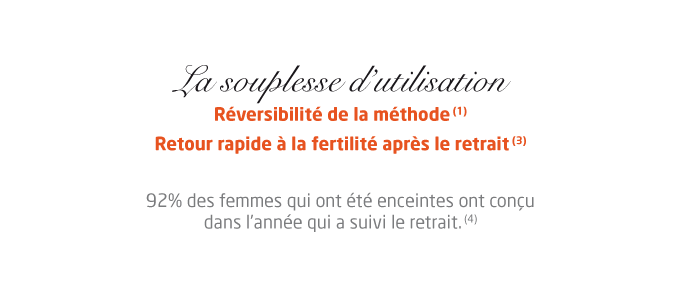 La souplesse d'utilisation
Réversibilité de la méthode (1)
Retour rapide à la fertilité après le retrait (3)
92% des femmes qui ont été enceintes ont conçu
dans l'année qui a suivi le retrait. (4)